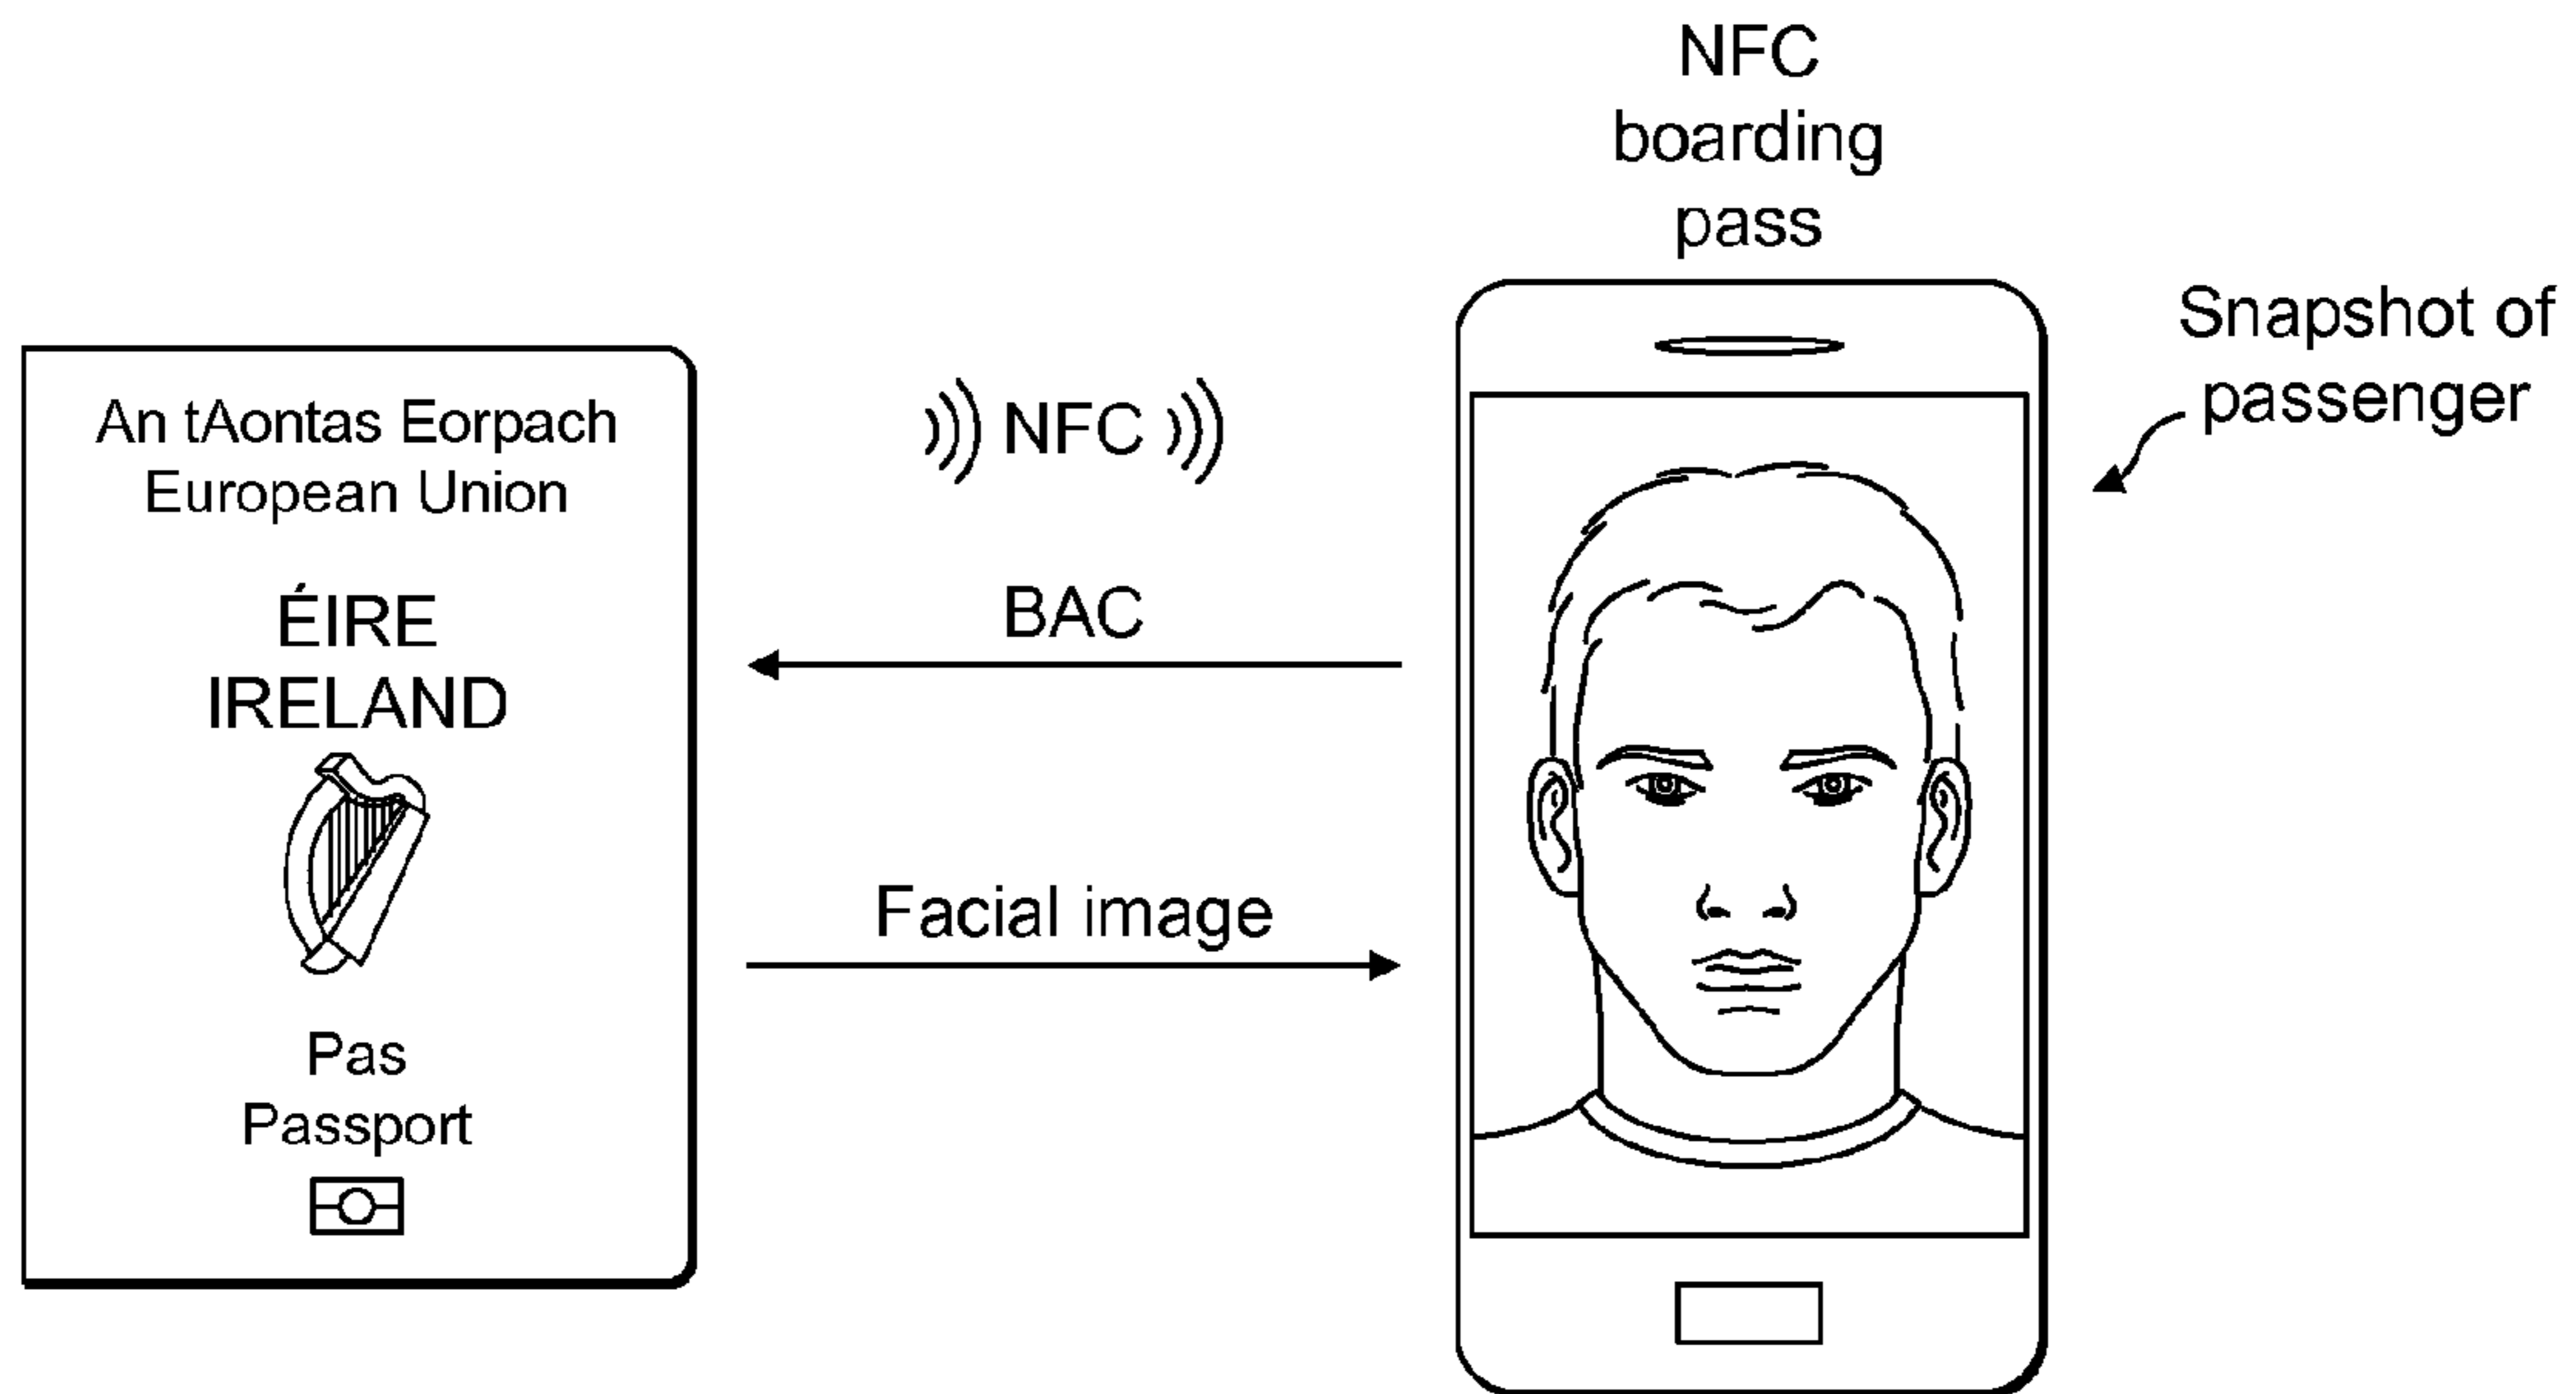 NFC
boarding
pass
Snapshot of
passenger
An tAontas Eorpach
European Union
ÉIRE
IRELAND
Pas
Passport
NFC
BAC
Facial image